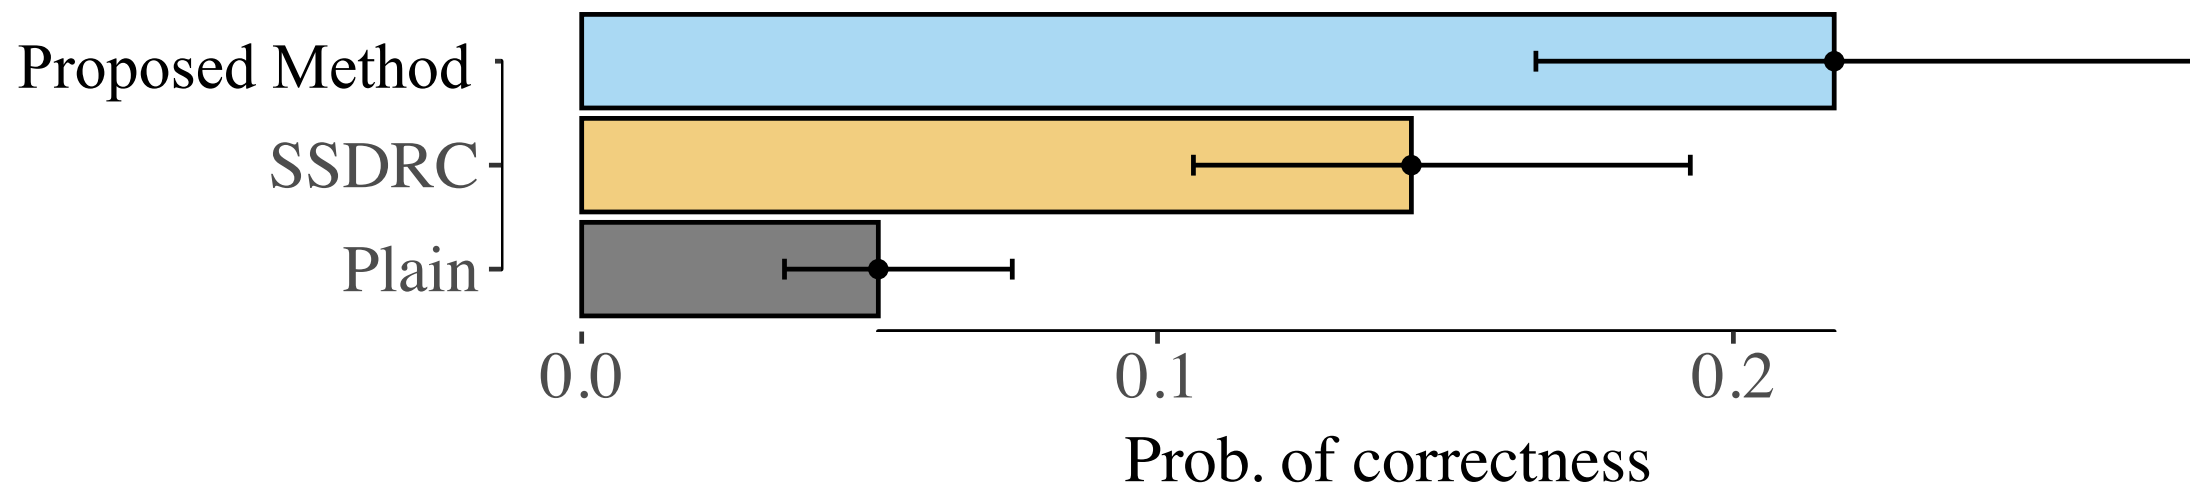 Proposed Method
SSDRC
Plain
0.0 0.1 0.2
Prob. of correctness